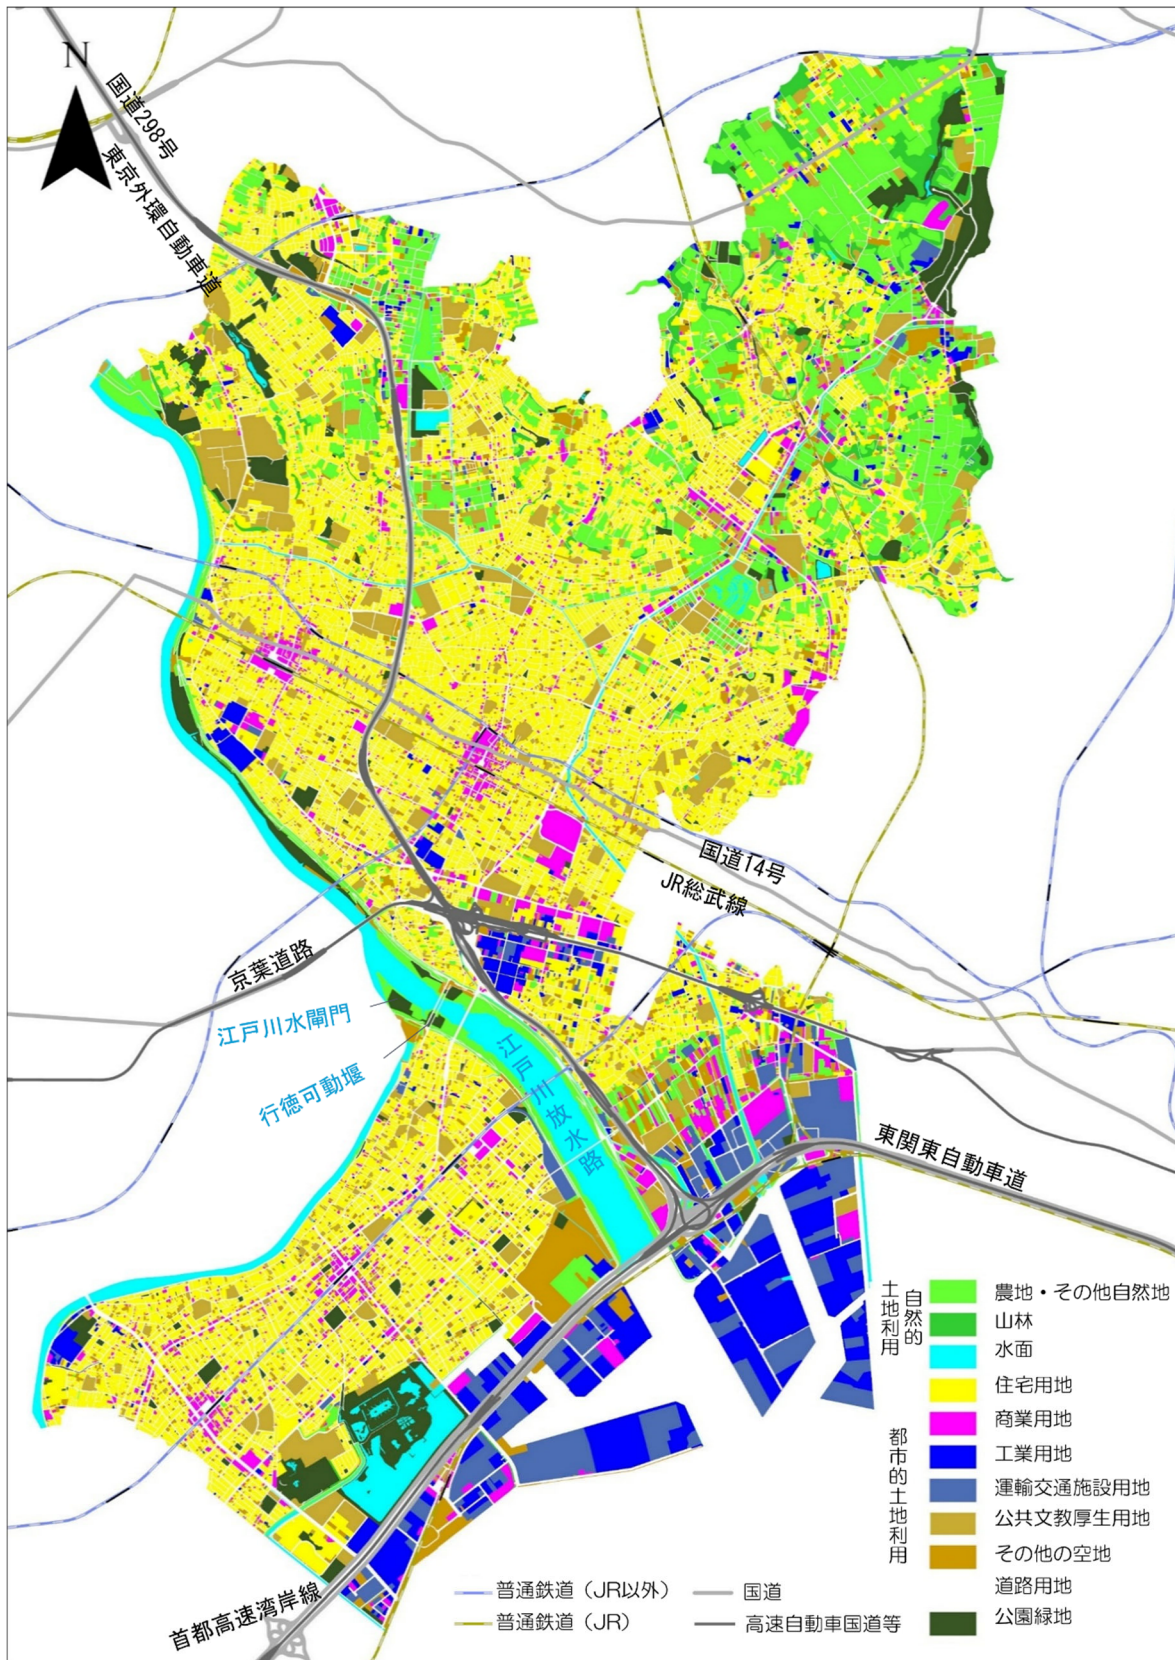 N
国道298号
東京外環自動車道
国道14号
JR総武線
京葉道路
江戸川水閘門
行徳可動堰
江戸川放水路
東関東自動車道
首都高速湾岸線
自然的
土地利用
農地・その他自然地
山林
水面
都市的土地利用
住宅用地
商業用地
工業用地
運輸交通施設用地
公共文教厚生用地
その他の空地
道路用地
公園緑地
普通鉄道（JR以外）
国道
普通鉄道（JR）
高速自動車国道等